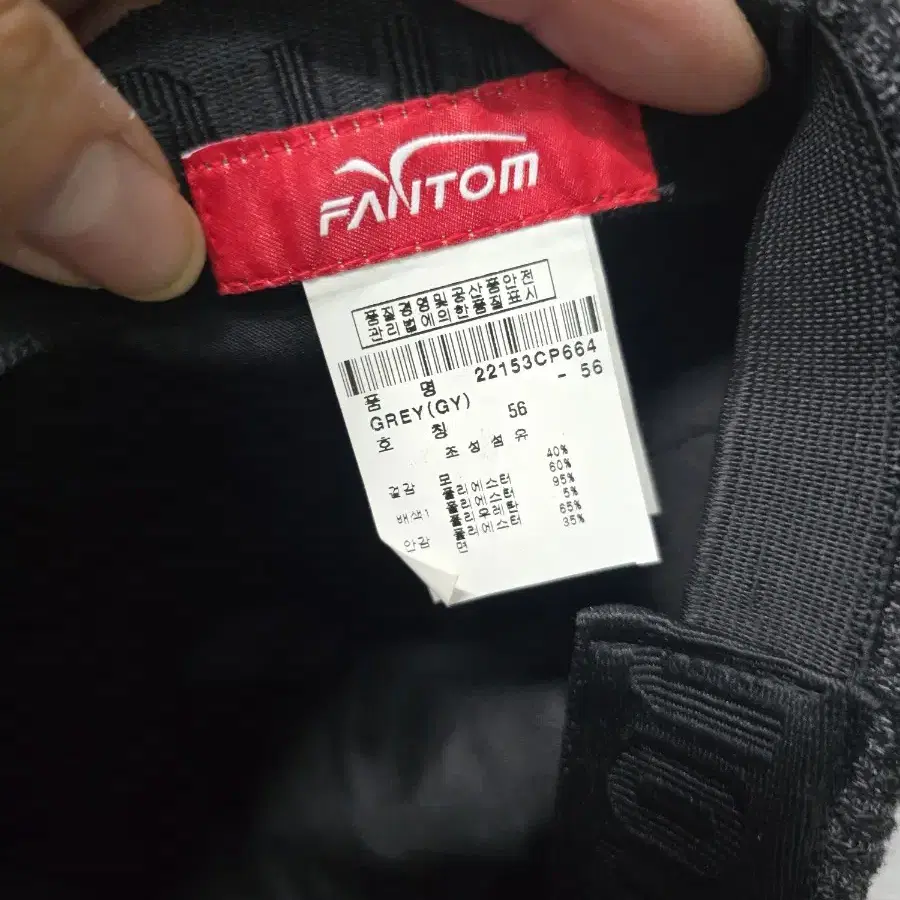 FANTOM
품질경영및공산품안전
관리법에의한품질표시
품 명 22153CP664
GREY(GY) - 56
호 칭 56
조 성 섬 유
겉감 모 40%
폴리에스터 60%
배색1 폴리에스터 95%
폴리우레탄 5%
안감 폴리에스터 65%
면 35%